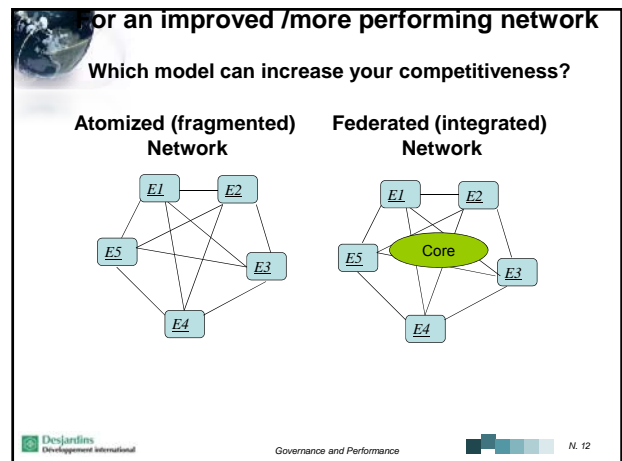 For an improved /more performing network
Which model can increase your competitiveness?
Atomized (fragmented)
Network
Federated (integrated)
Network
E1
E2
E5
E3
E4
E1
E2
E5
Core
E3
E4
Desjardins
Développement international
Governance and Performance
N. 12